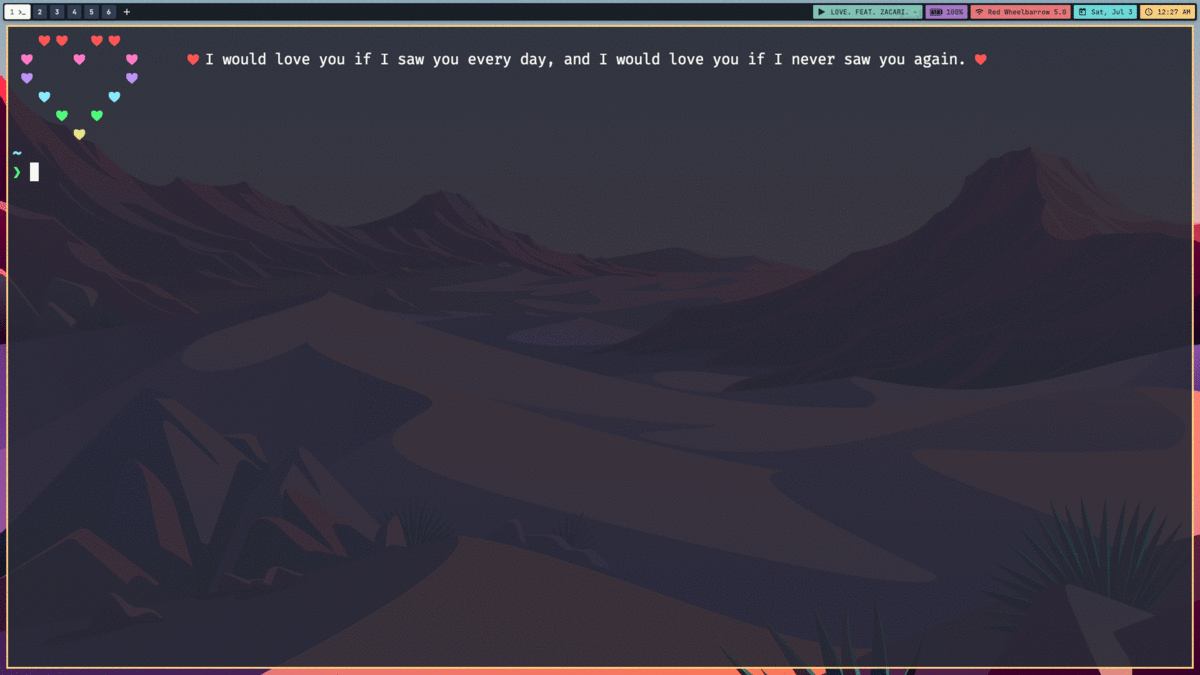 1 >_ 2 3 4 5 6 + ▶ LOVE. FEAT. ZACARI. - 100% Red Wheelbarrow 5.0 Sat, Jul 3 12:27 AM
♥ I would love you if I saw you every day, and I would love you if I never saw you again. ♥
~
❯